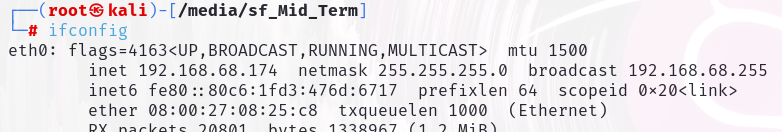 ┌──(root㉿kali)-[/media/sf_Mid_Term]
└─# ifconfig
eth0: flags=4163<UP,BROADCAST,RUNNING,MULTICAST>  mtu 1500
        inet 192.168.68.174  netmask 255.255.255.0  broadcast 192.168.68.255
        inet6 fe80::80c6:1fd3:476d:6717  prefixlen 64  scopeid 0×20<link>
        ether 08:00:27:08:25:c8  txqueuelen 1000  (Ethernet)
        RX packets 20801  bytes 1338967 (1.2 MiB)